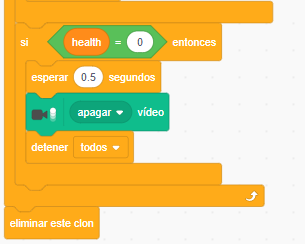 si health = 0 entonces
esperar 0.5 segundos
apagar vídeo
detener todos
eliminar este clon